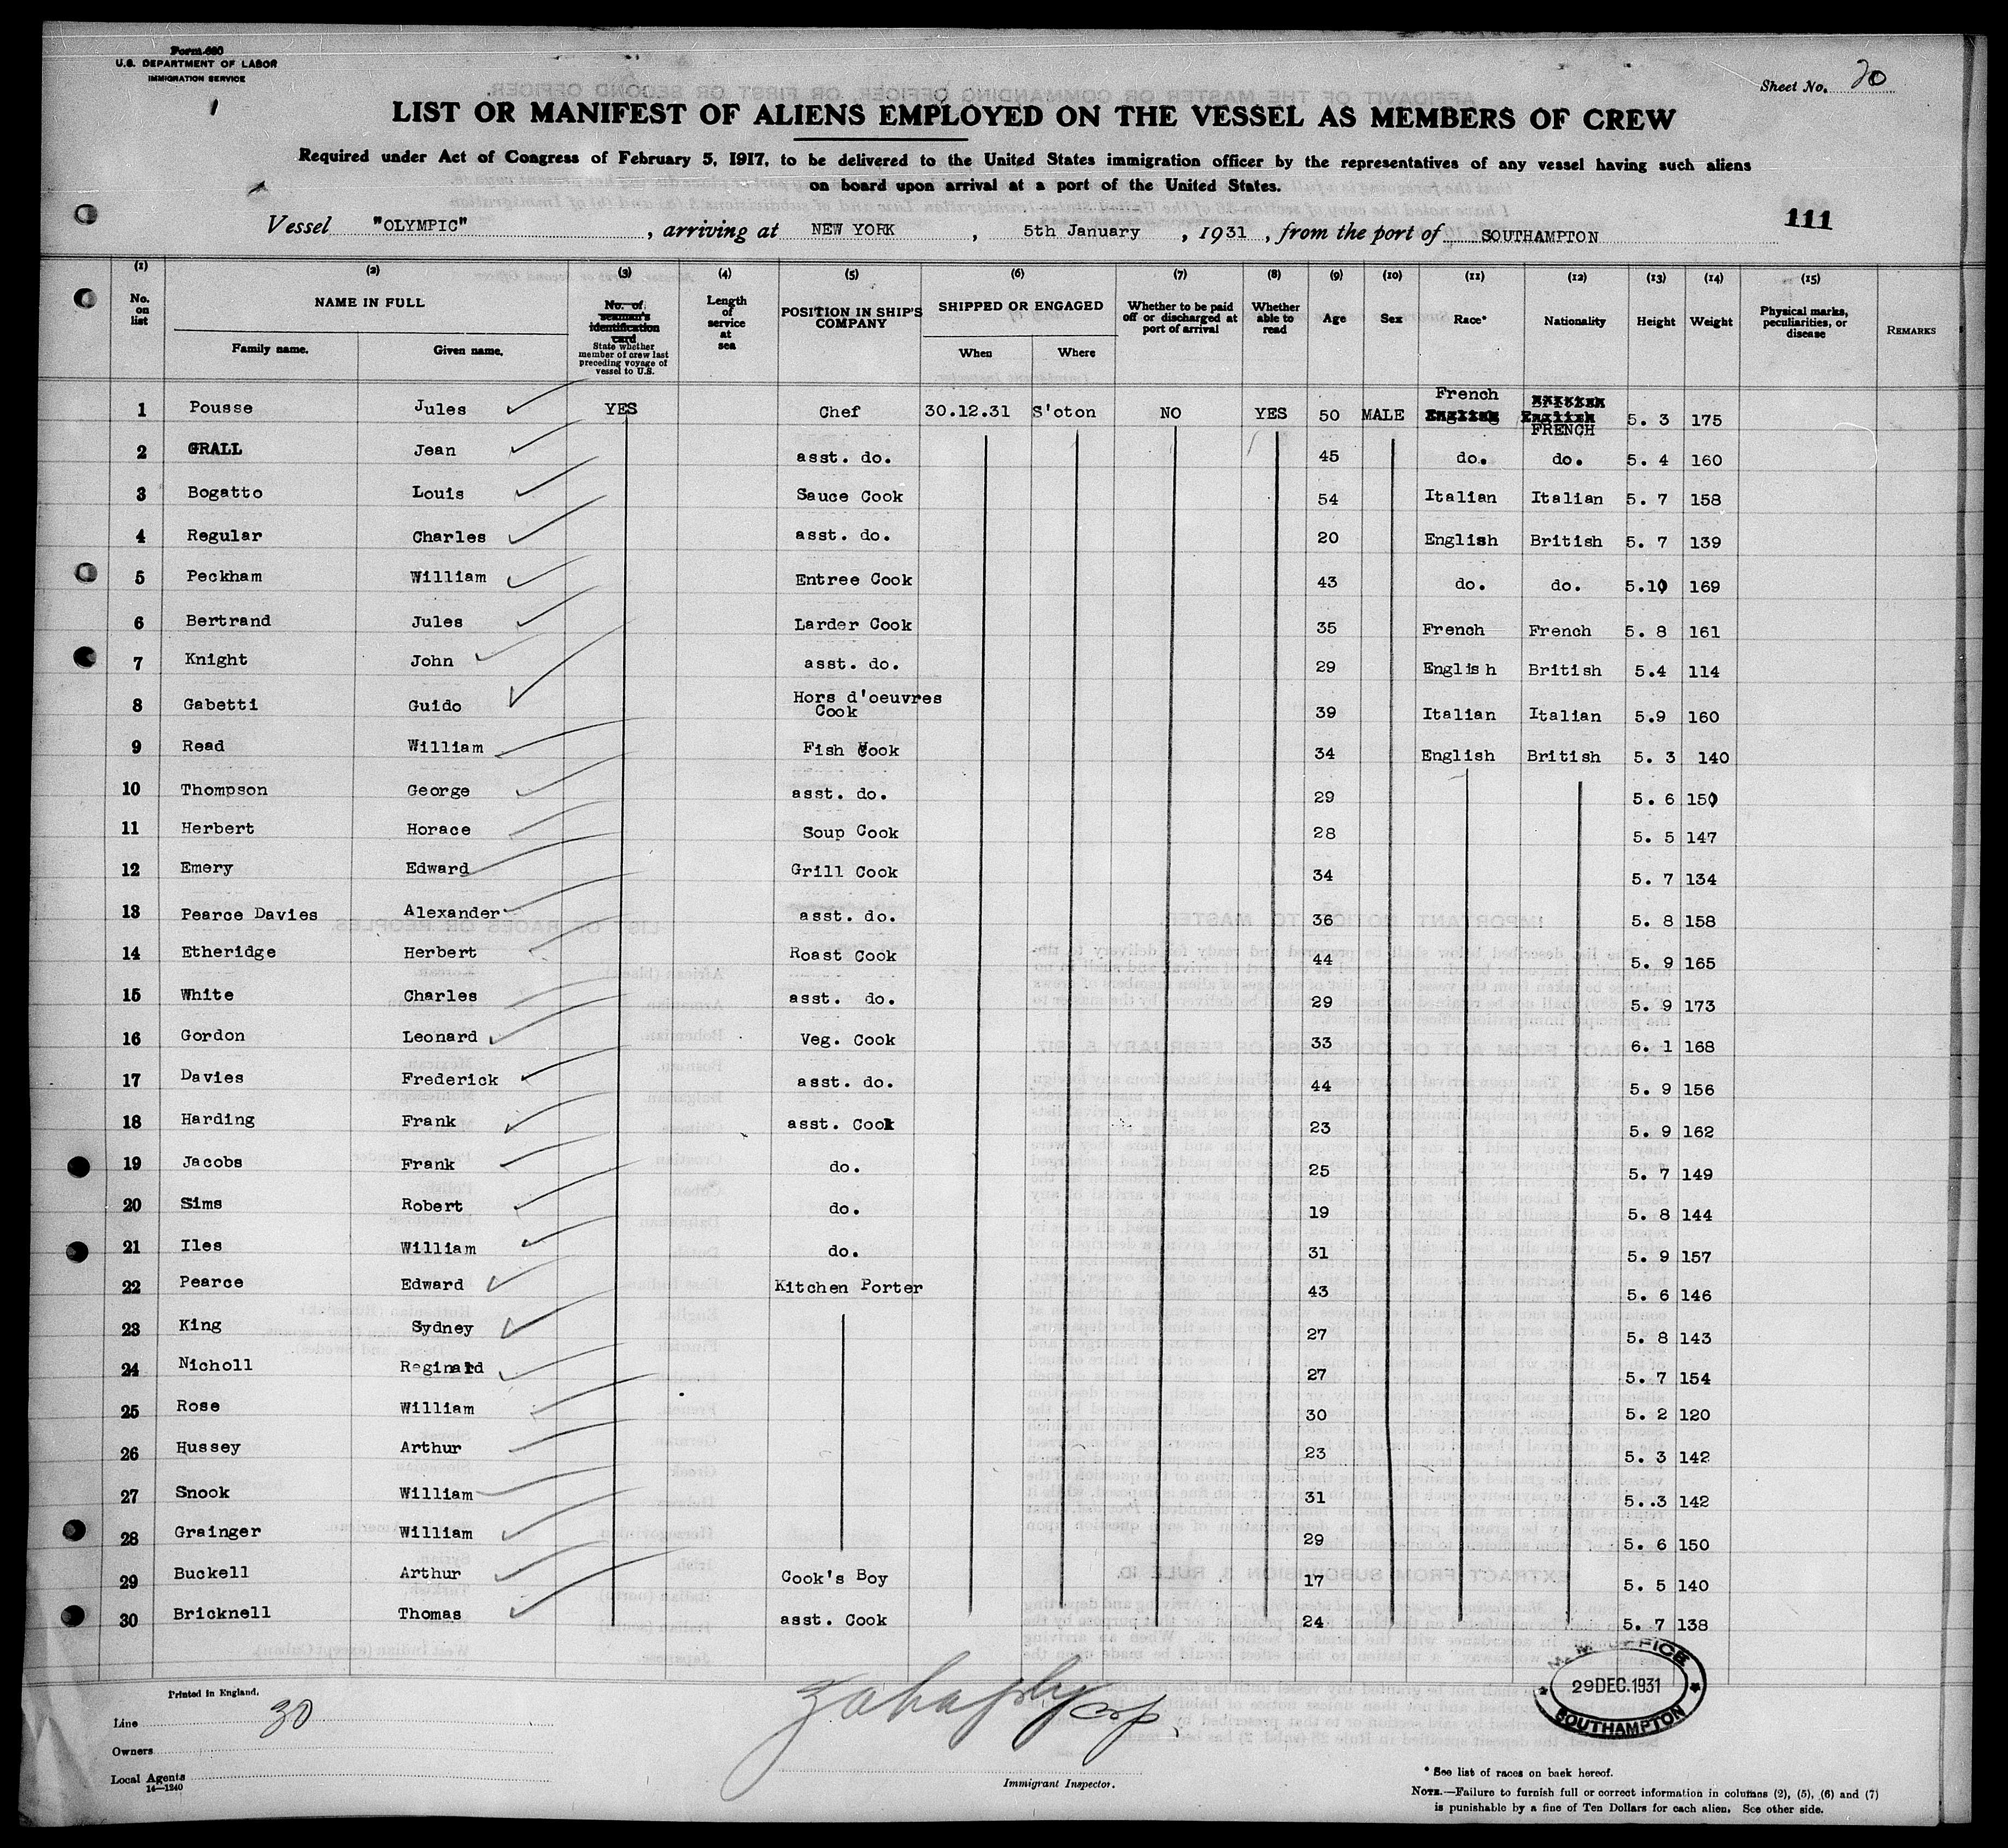 Form 680
U.S. DEPARTMENT OF LABOR
IMMIGRATION SERVICE
Sheet No. 20
LIST OR MANIFEST OF ALIENS EMPLOYED ON THE VESSEL AS MEMBERS OF CREW
Required under Act of Congress of February 5, 1917, to be delivered to the United States immigration officer by the representatives of any vessel having such aliens
on board upon arrival at a port of the United States.
111
Vessel "OLYMPIC", arriving at NEW YORK, 5th January, 1931, from the port of SOUTHAMPTON
(1) (2) (3) (4) (5) (6) (7) (8) (9) (10) (11) (12) (13) (14) (15)
No. on list NAME IN FULL Family name. Given name. No. of seaman's identification card State whether member of crew last preceding voyage of vessel to U.S. Length of service at sea POSITION IN SHIP'S COMPANY SHIPPED OR ENGAGED When Where Whether to be paid off or discharged at port of arrival Whether able to read Age Sex Race* Nationality Height Weight Physical marks, peculiarities, or disease REMARKS
1 Pousse Jules YES Chef 30.12.31 S'oton NO YES 50 MALE French English British English FRENCH 5. 3 175
2 GRALL Jean asst. do. 45 do. do. 5. 4 160
3 Bogatto Louis Sauce Cook 54 Italian Italian 5. 7 158
4 Regular Charles asst. do. 20 English British 5. 7 139
5 Peckham William Entree Cook 43 do. do. 5.10 169
6 Bertrand Jules Larder Cook 35 French French 5. 8 161
7 Knight John asst. do. 29 English British 5.4 114
8 Gabetti Guido Hors d'oeuvres Cook 39 Italian Italian 5.9 160
9 Read William Fish Cook 34 English British 5. 3 140
10 Thompson George asst. do. 29 5. 6 150
11 Herbert Horace Soup Cook 28 5. 5 147
12 Emery Edward Grill Cook 34 5. 7 134
13 Pearce Davies Alexander asst. do. 36 5. 8 158
14 Etheridge Herbert Roast Cook 44 5. 9 165
15 White Charles asst. do. 29 5. 9 173
16 Gordon Leonard Veg. Cook 33 6. 1 168
17 Davies Frederick asst. do. 44 5. 9 156
18 Harding Frank asst. Cook 23 5. 9 162
19 Jacobs Frank do. 25 5. 7 149
20 Sims Robert do. 19 5. 8 144
21 Iles William do. 31 5. 9 157
22 Pearce Edward Kitchen Porter 43 5. 6 146
23 King Sydney 27 5. 8 143
24 Nicholl Reginald 27 5. 7 154
25 Rose William 30 5. 2 120
26 Hussey Arthur 23 5. 3 142
27 Snook William 31 5..3 142
28 Grainger William 29 5. 6 150
29 Buckell Arthur Cook's Boy 17 5. 5 140
30 Bricknell Thomas asst. Cook 24 5. 7 138
OFFICE
29 DEC. 1931
SOUTHAMPTON
Printed in England.
Line 30
Owners
Local Agents
14—1240
Immigrant Inspector.
* See list of races on back hereof.
NOTE.—Failure to furnish full or correct information in columns (2), (5), (6) and (7)
is punishable by a fine of Ten Dollars for each alien. See other side.